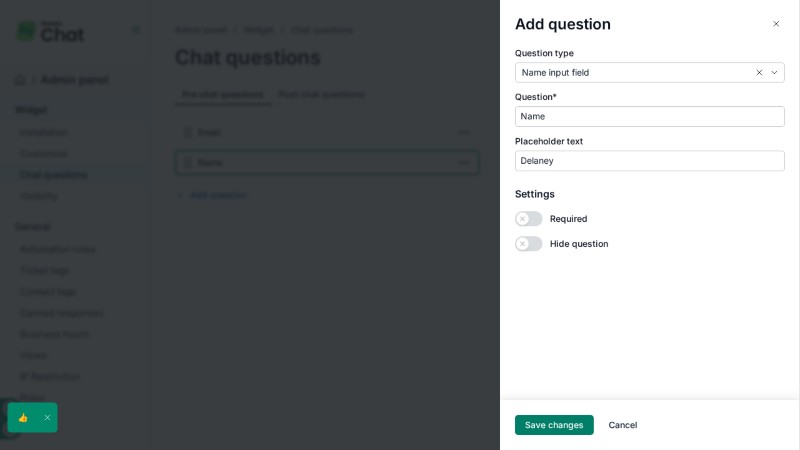 Chat
Admin panel / Widget / Chat questions
Chat questions
/ Admin panel
Pre chat questions
Post chat questions
Widget
Installation
Customize
Chat questions
Visibility
Email
Name
+ Add question
General
Automation rules
Ticket tags
Contact tags
Canned responses
Business hours
Views
IP Restriction
Add question
Question type
Name input field
Question*
Name
Placeholder text
Delaney
Settings
Required
Hide question
Save changes
Cancel